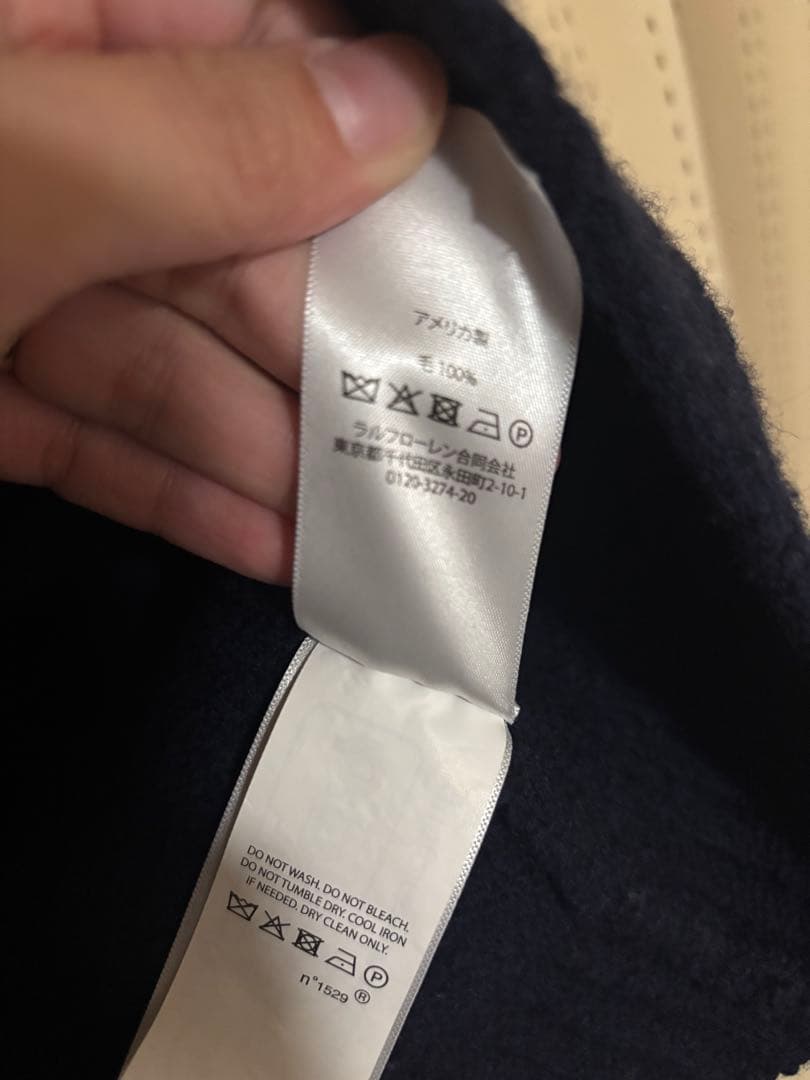 アメリカ製
毛 100%
P
ラルフローレン合同会社
東京都千代田区永田町2-10-1
0120-3274-20
DO NOT WASH. DO NOT BLEACH.
DO NOT TUMBLE DRY. COOL IRON
IF NEEDED. DRY CLEAN ONLY.
P
n°1529 ®